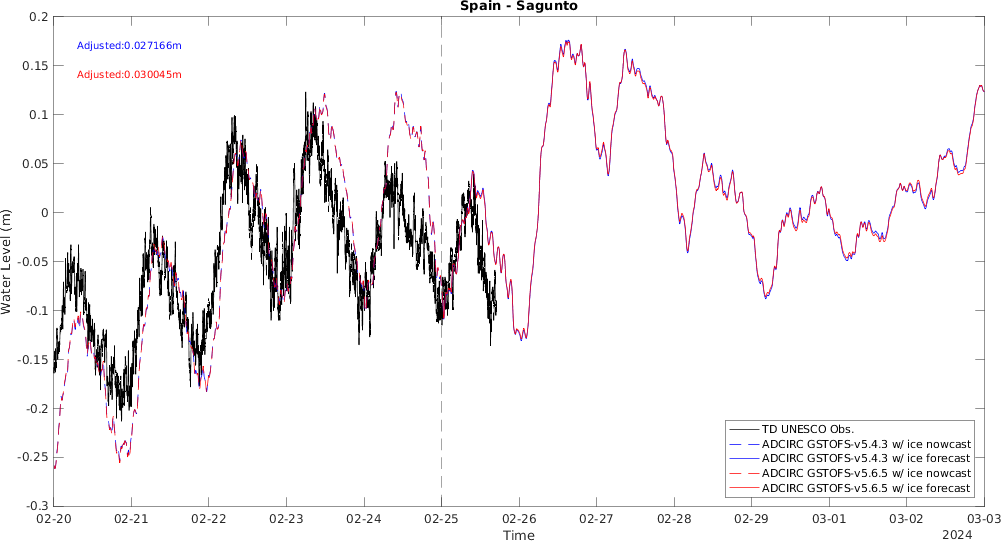 Spain - Sagunto
Adjusted:0.027166m
Adjusted:0.030045m
Water Level (m)
0.2
0.15
0.1
0.05
0
-0.05
-0.1
-0.15
-0.2
-0.25
-0.3
TD UNESCO Obs.
ADCIRC GSTOFS-v5.4.3 w/ ice nowcast
ADCIRC GSTOFS-v5.4.3 w/ ice forecast
ADCIRC GSTOFS-v5.6.5 w/ ice nowcast
ADCIRC GSTOFS-v5.6.5 w/ ice forecast
02-20 02-21 02-22 02-23 02-24 02-25 02-26 02-27 02-28 02-29 03-01 03-02 03-03
Time
2024